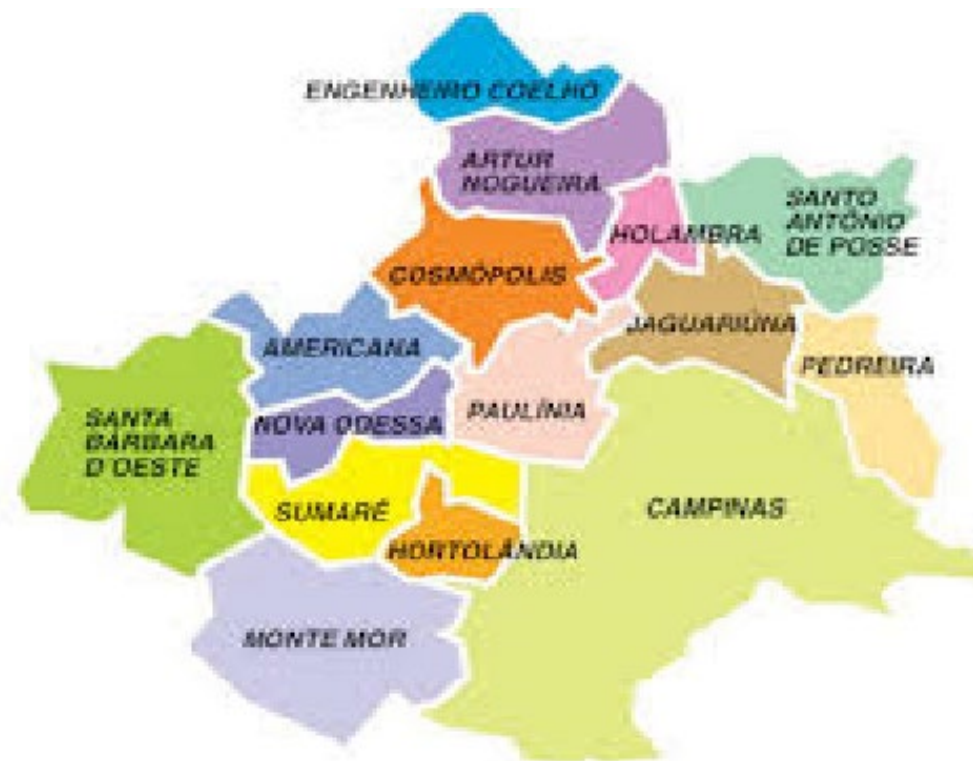 ENGENHEIRO COELHO
ARTUR
NOGUEIRA
SANTO
ANTÔNIO
DE POSSE
HOLAMBRA
COSMÓPOLIS
JAGUARIÚNA
AMERICANA
PEDREIRA
PAULÍNIA
NOVA ODESSA
SANTA
BÁRBARA
D'OESTE
CAMPINAS
SUMARÉ
HORTOLÂNDIA
MONTE MOR